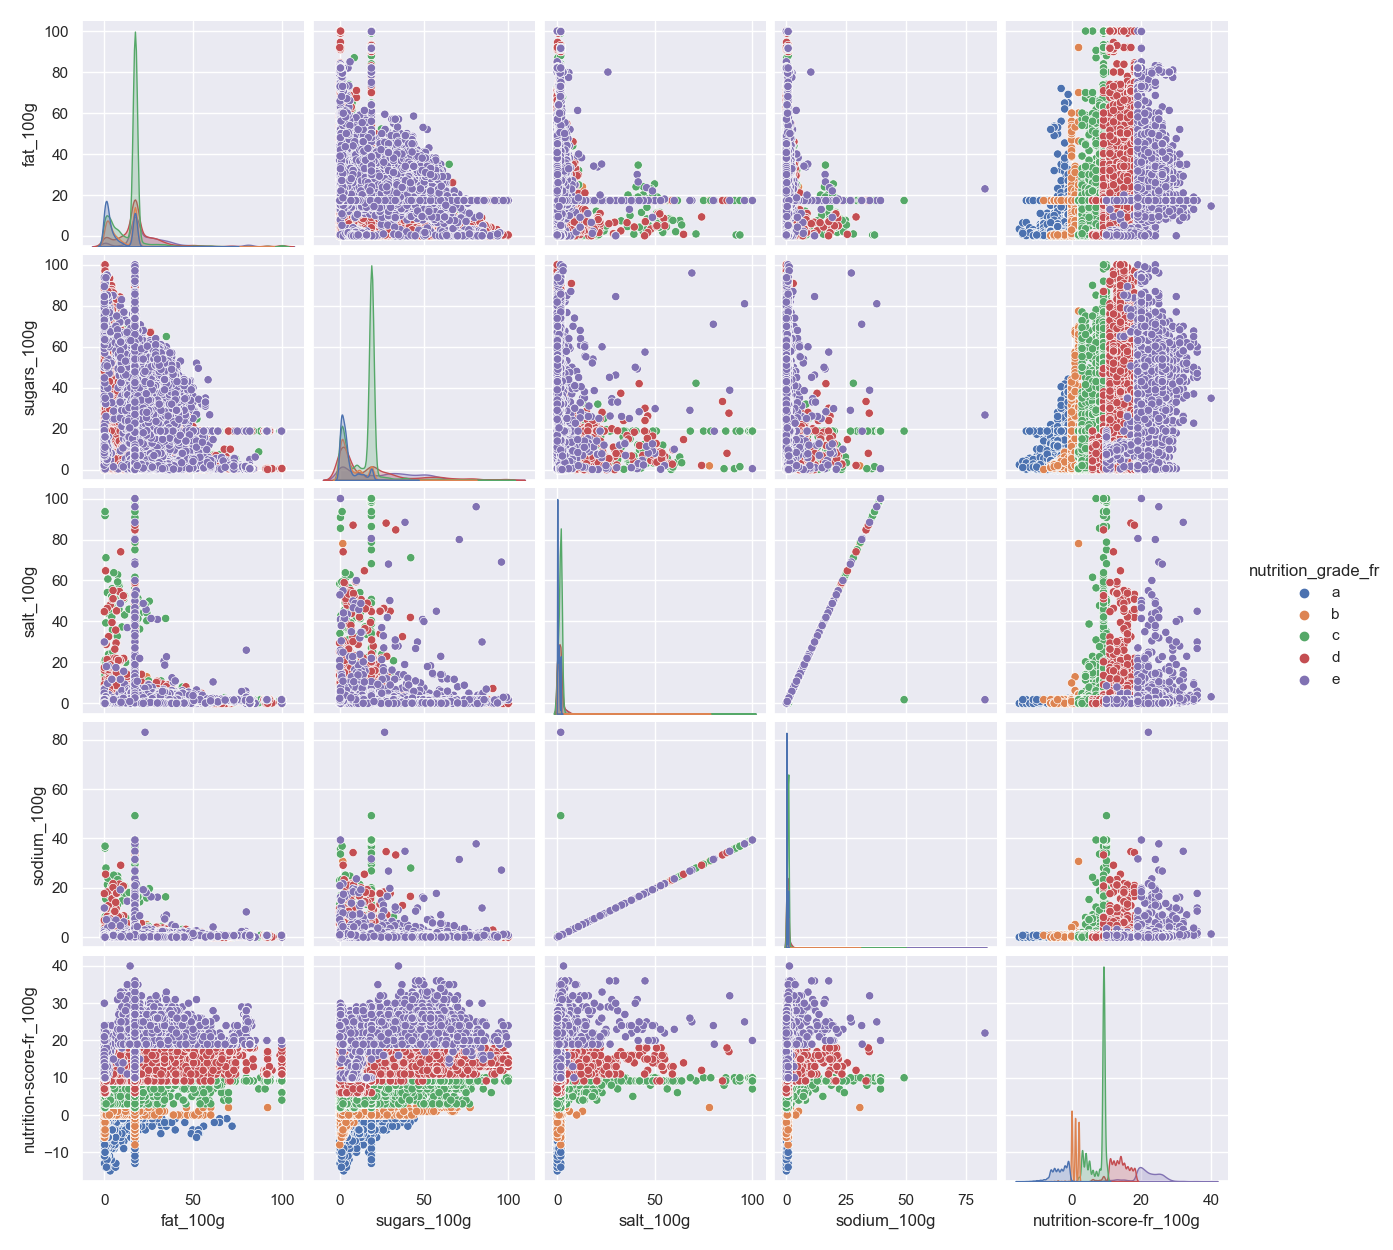 100
80
60
40
20
0
fat_100g
100
80
60
40
20
0
sugars_100g
100
80
60
40
20
0
salt_100g
nutrition_grade_fr
a
b
c
d
e
80
60
40
20
0
sodium_100g
40
30
20
10
0
−10
nutrition-score-fr_100g
0 50 100 0 50 100 0 50 100 0 25 50 75 0 20 40
fat_100g sugars_100g salt_100g sodium_100g nutrition-score-fr_100g